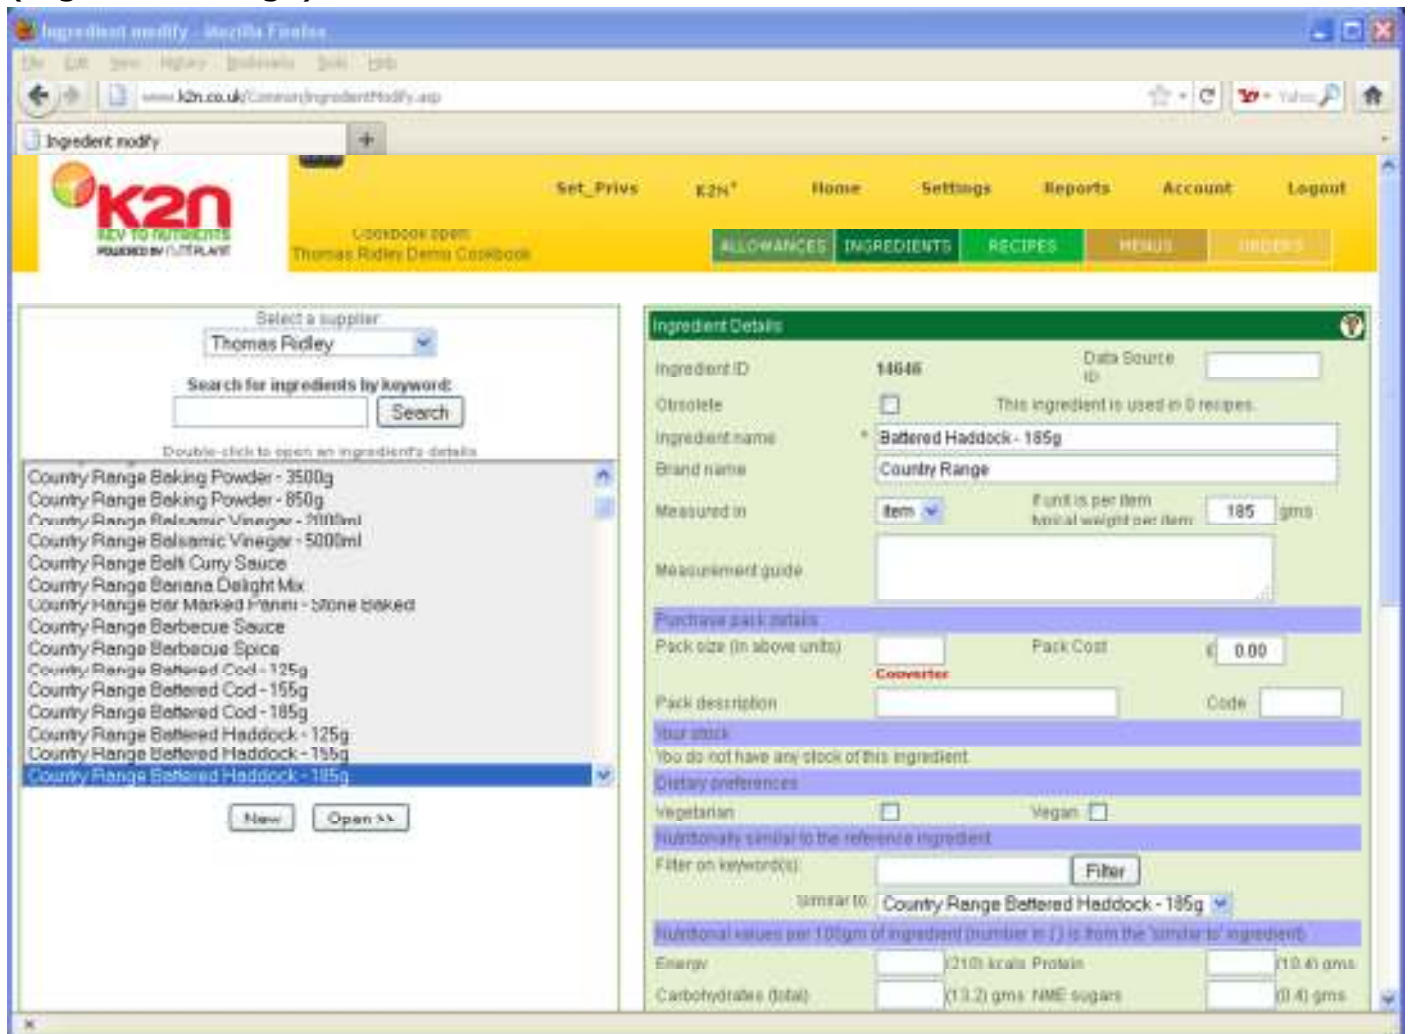 Ingredient modify - Mozilla Firefox
File Edit View History Bookmarks Tools Help
www.k2n.co.uk/Common/IngredientModify.asp
Ingredient modify
K2n
KEY TO NUTRIENTS
POWERED BY
Set_Privs K2N* Home Settings Reports Account Logout
Cookbook open:
Thomas Ridley Demo Cookbook
ALLOWANCES INGREDIENTS RECIPES MENUS ORDERS
Select a supplier
Thomas Ridley
Search for ingredients by keyword:
Search
Double-click to open an ingredient's details
Country Range Baking Powder - 3500g
Country Range Baking Powder - 850g
Country Range Balsamic Vinegar - 2000ml
Country Range Balsamic Vinegar - 5000ml
Country Range Balti Curry Sauce
Country Range Banana Delight Mix
Country Range Bar Marked Panini - Stone Baked
Country Range Barbecue Sauce
Country Range Barbecue Spice
Country Range Battered Cod - 125g
Country Range Battered Cod - 155g
Country Range Battered Cod - 185g
Country Range Battered Haddock - 125g
Country Range Battered Haddock - 155g
Country Range Battered Haddock - 185g
New Open >>
Ingredient Details
Ingredient ID 14646 Data Source ID
Obsolete This ingredient is used in 0 recipes.
Ingredient name * Battered Haddock - 185g
Brand name Country Range
Measured in item If unit is per item
typical weight per item 185 gms
Measurement guide
Purchase pack details
Pack size (in above units) Pack Cost £ 0.00
Converter
Pack description Code
Your stock
You do not have any stock of this ingredient
Dietary preferences
Vegetarian Vegan
Nutritionally similar to the reference ingredient
Filter on keyword(s): Filter
Similar to: Country Range Battered Haddock - 185g
Nutritional values per 100gm of ingredient (number in ( ) is from the 'similar to' ingredient)
Energy (210) kcals Protein (10.4) gms
Carbohydrates (total) (13.2) gms NME sugars (0.4) gms